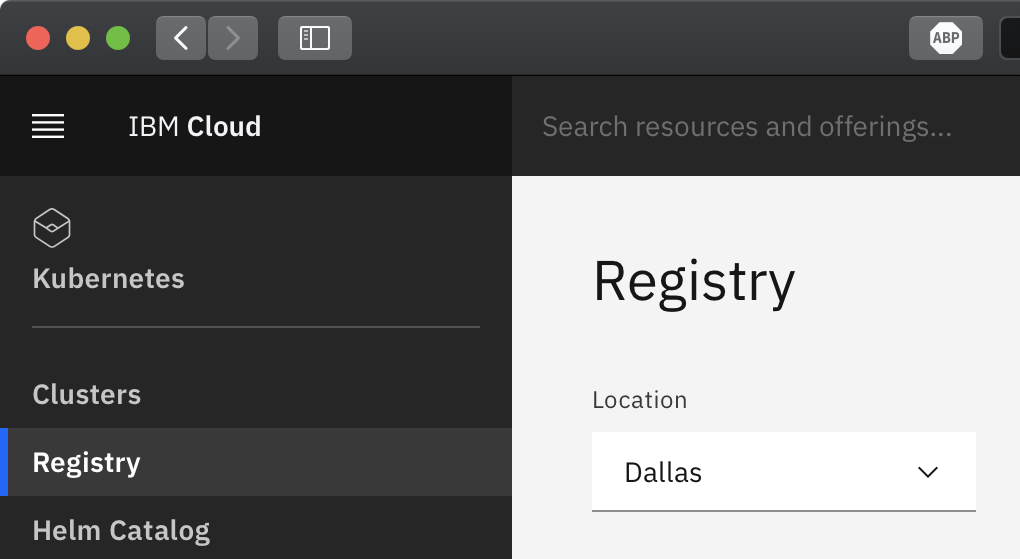 ABP
IBM Cloud
Search resources and offerings...
Kubernetes
Clusters
Registry
Helm Catalog
Registry
Location
Dallas